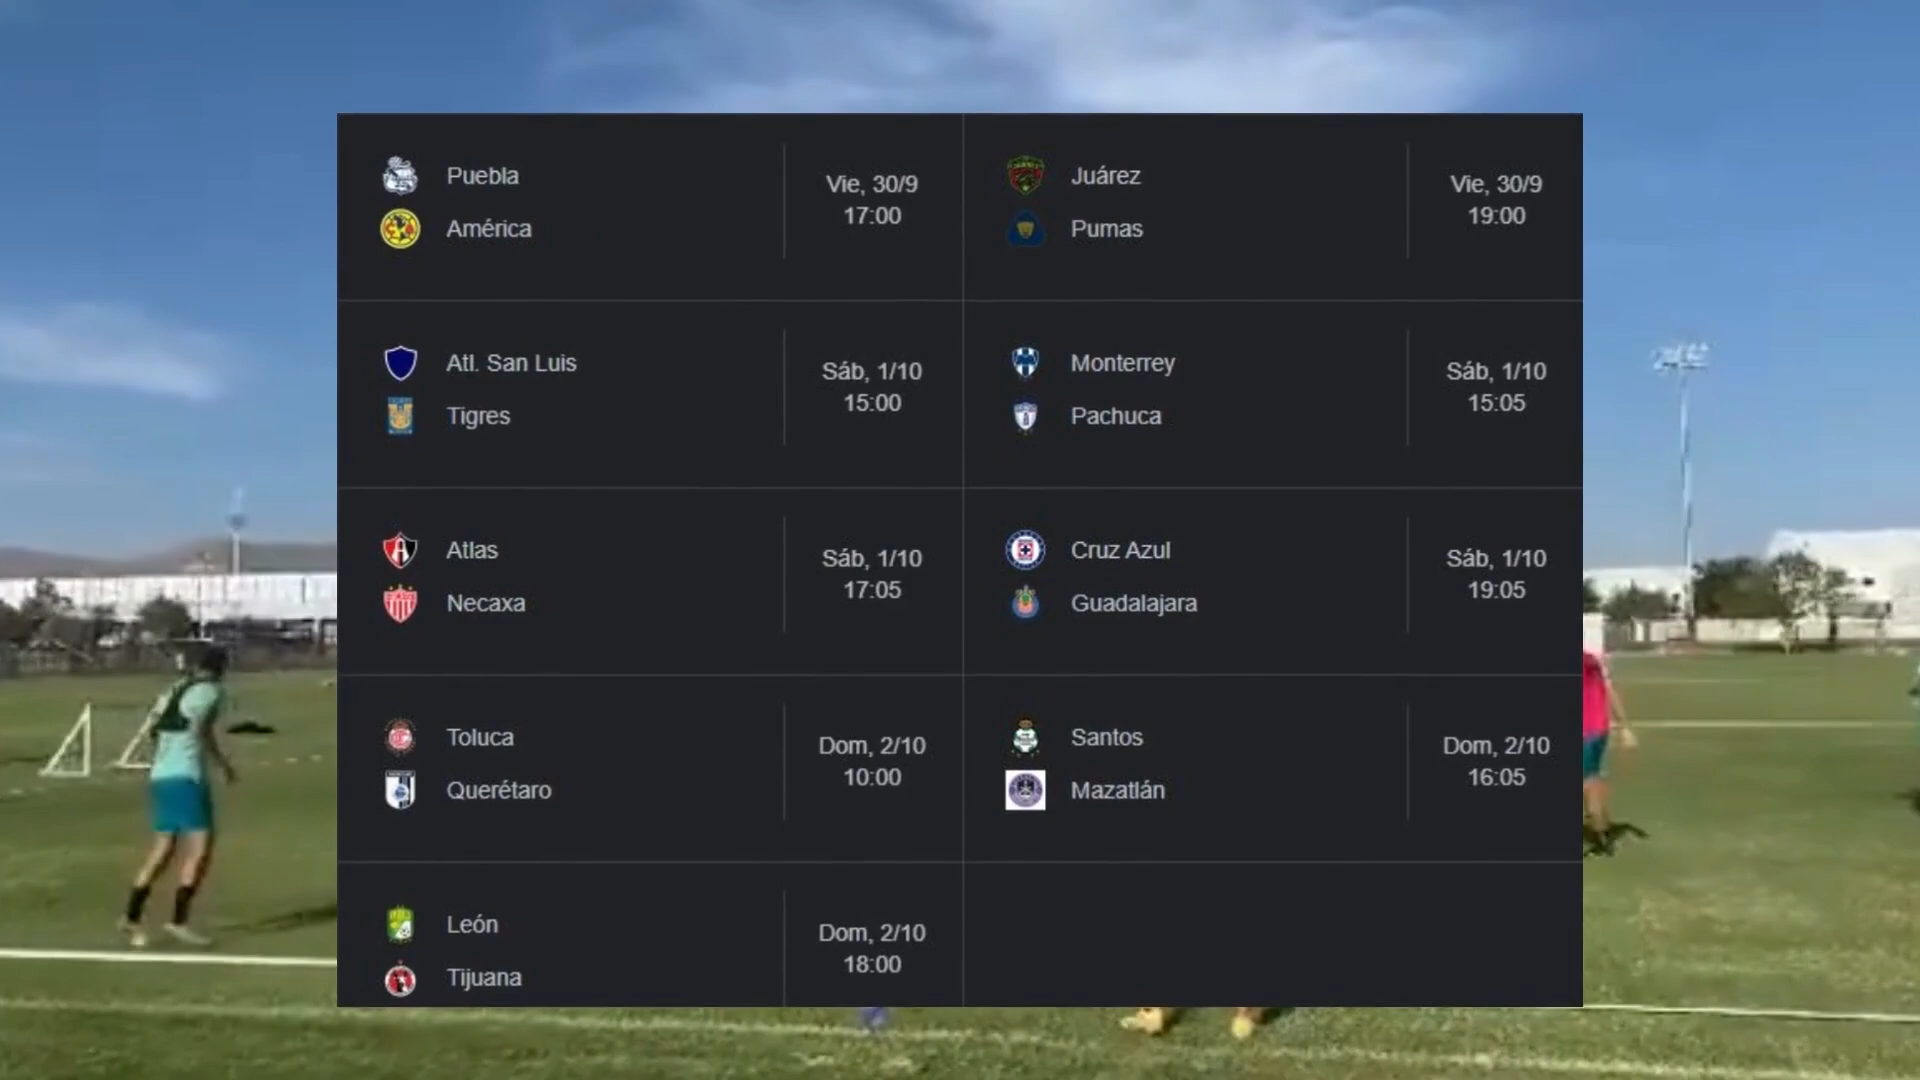 Puebla
América
Vie, 30/9
17:00
Juárez
Pumas
Vie, 30/9
19:00
Atl. San Luis
Tigres
Sáb, 1/10
15:00
Monterrey
Pachuca
Sáb, 1/10
15:05
Atlas
Necaxa
Sáb, 1/10
17:05
Cruz Azul
Guadalajara
Sáb, 1/10
19:05
Toluca
Querétaro
Dom, 2/10
10:00
Santos
Mazatlán
Dom, 2/10
16:05
León
Tijuana
Dom, 2/10
18:00